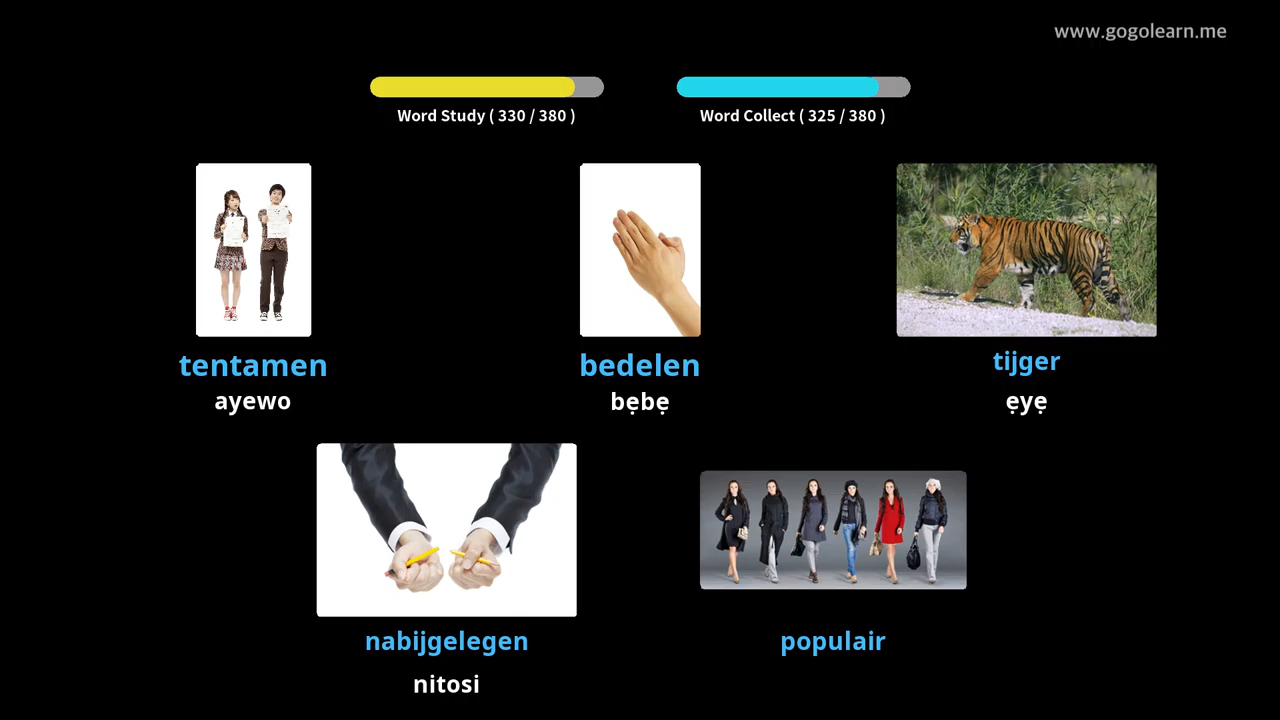 www.gogolearn.me
Word Study ( 330 / 380 )
Word Collect ( 325 / 380 )
tentamen
ayewo
bedelen
bẹbẹ
tijger
ẹyẹ
nabijgelegen
nitosi
populair